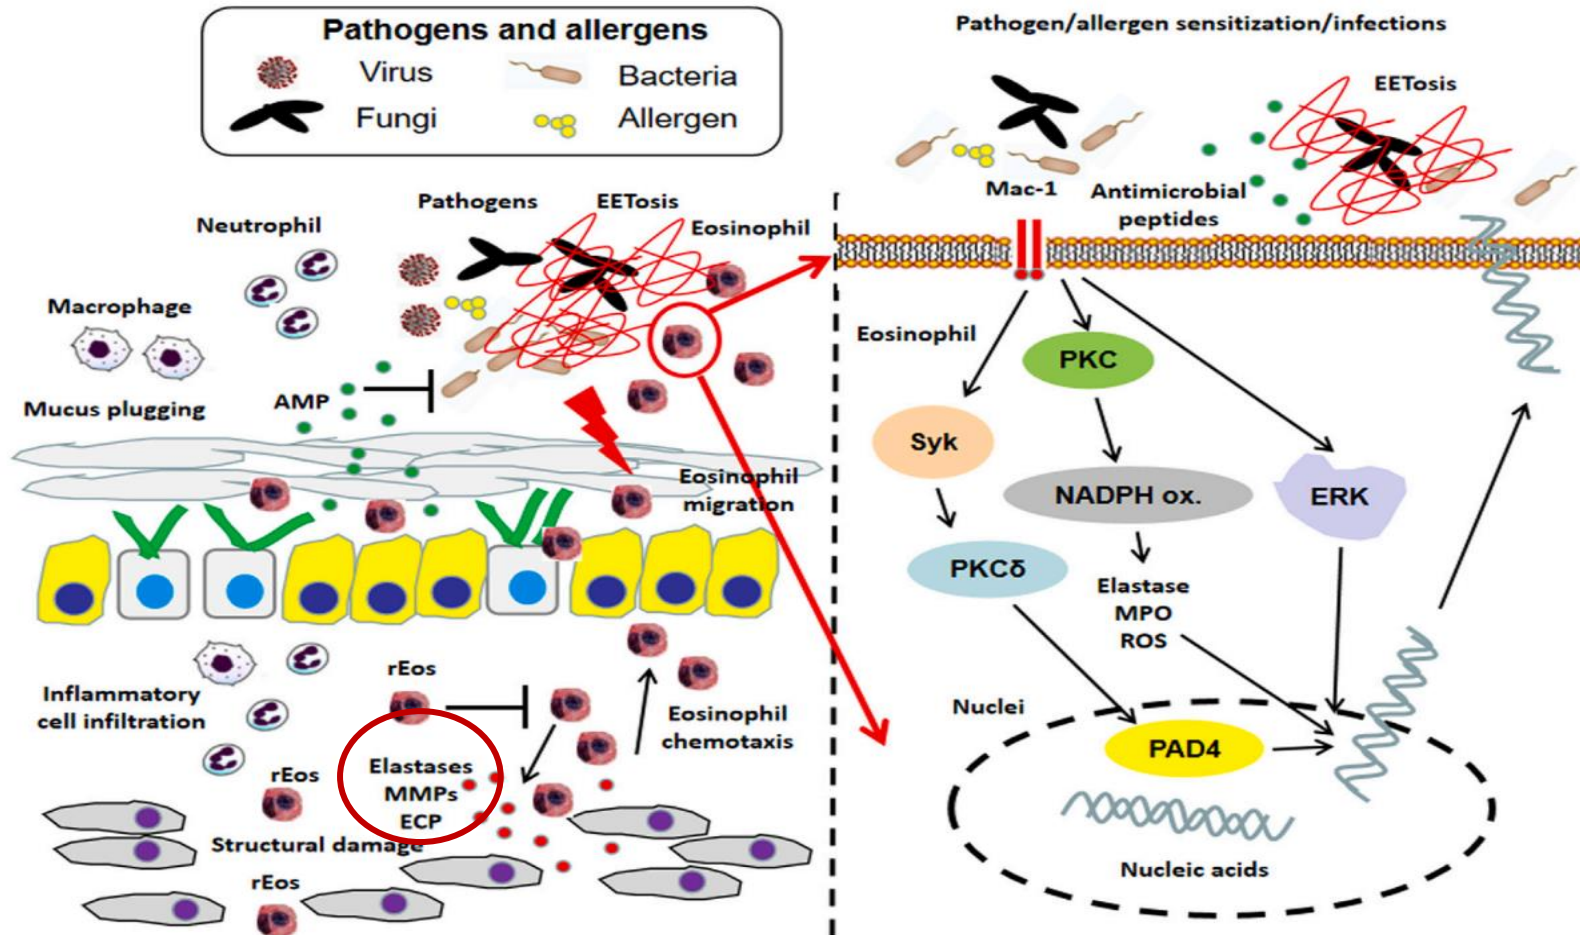 Pathogens and allergens
Virus
Bacteria
Fungi
Allergen
Pathogens
EETosis
Neutrophil
Eosinophil
Macrophage
Mucus plugging
AMP
Eosinophil
migration
rEos
Inflammatory
cell infiltration
Eosinophil
chemotaxis
rEos
Elastases
MMPs
ECP
Structural damage
rEos
Pathogen/allergen sensitization/infections
EETosis
Mac-1
Antimicrobial
peptides
Eosinophil
PKC
Syk
NADPH ox.
ERK
PKCδ
Elastase
MPO
ROS
Nuclei
PAD4
Nucleic acids